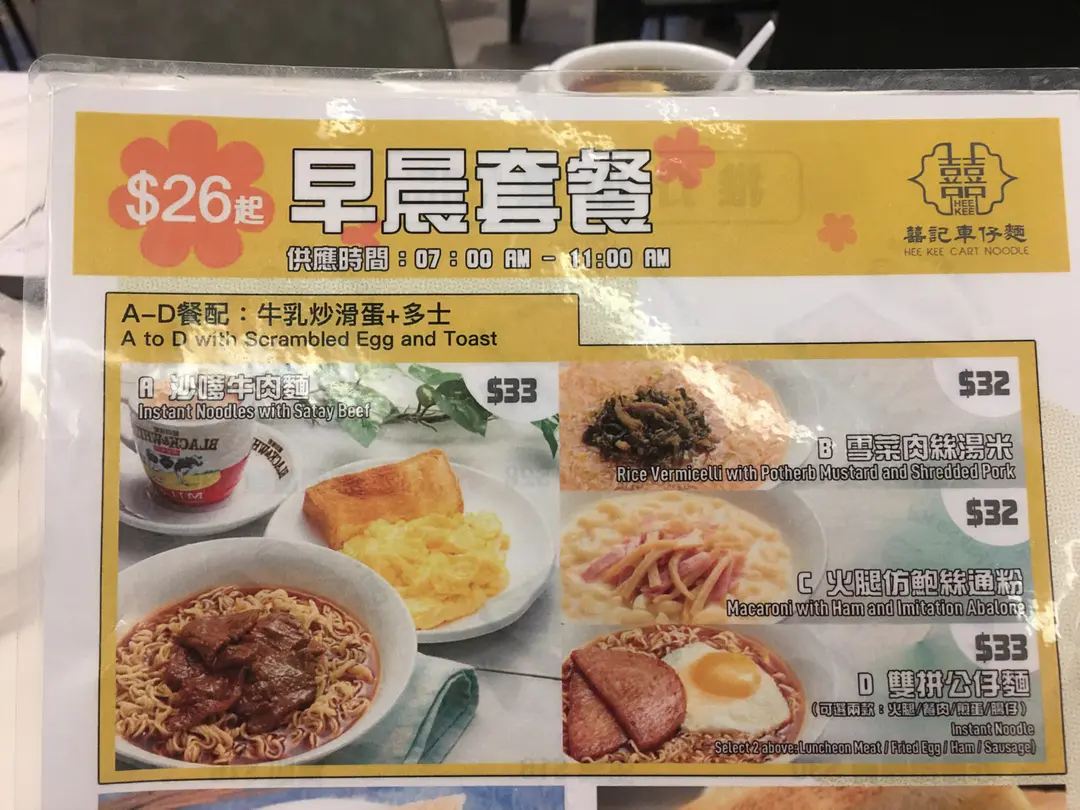 $26起
早晨套餐
供應時間：07：00 AM - 11:00 AM
囍
HEE KEE
囍記車仔麵
HEE KEE CART NOODLE
A-D餐配：牛乳炒滑蛋+多士
A to D with Scrambled Egg and Toast
A 沙嗲牛肉麵
Instant Noodles with Satay Beef
$33
BLACK&WHITE
$32
B 雪菜肉絲湯米
Rice Vermicelli with Potherb Mustard and Shredded Pork
$32
C 火腿仿鮑絲通粉
Macaroni with Ham and Imitation Abalone
$33
D 雙拼公仔麵
(可選兩款：火腿/餐肉/煎蛋/腸仔)
Instant Noodle
Select 2 above:Luncheon Meat / Fried Egg / Ham / Sausage)